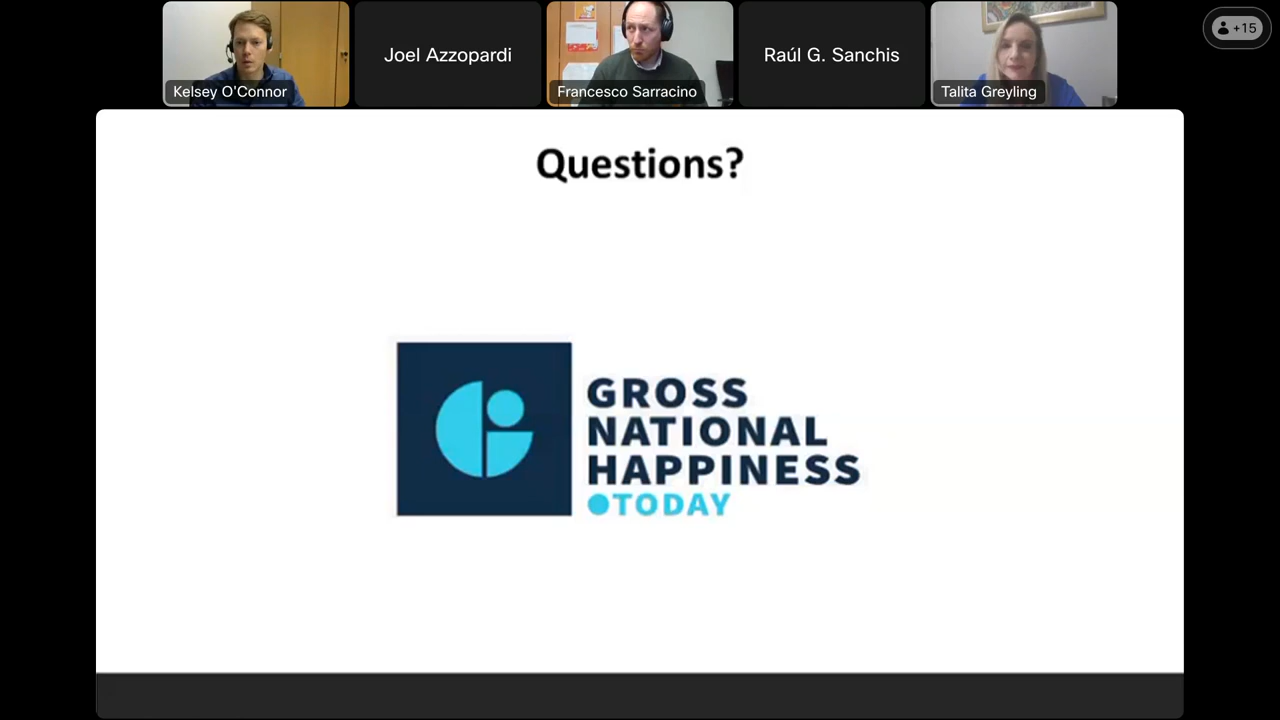 Joel Azzopardi
Raúl G. Sanchis
+15
Kelsey O'Connor
Francesco Sarracino
Talita Greyling
Questions?
GROSS
NATIONAL
HAPPINESS
TODAY